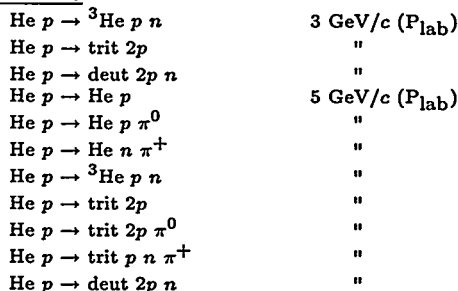 He p → ³He p n 3 GeV/c (P_lab)
He p → trit 2p "
He p → deut 2p n "
He p → He p 5 GeV/c (P_lab)
He p → He p π⁰ "
He p → He n π⁺ "
He p → ³He p n "
He p → trit 2p "
He p → trit 2p π⁰ "
He p → trit p n π⁺ "
He p → deut 2p n "